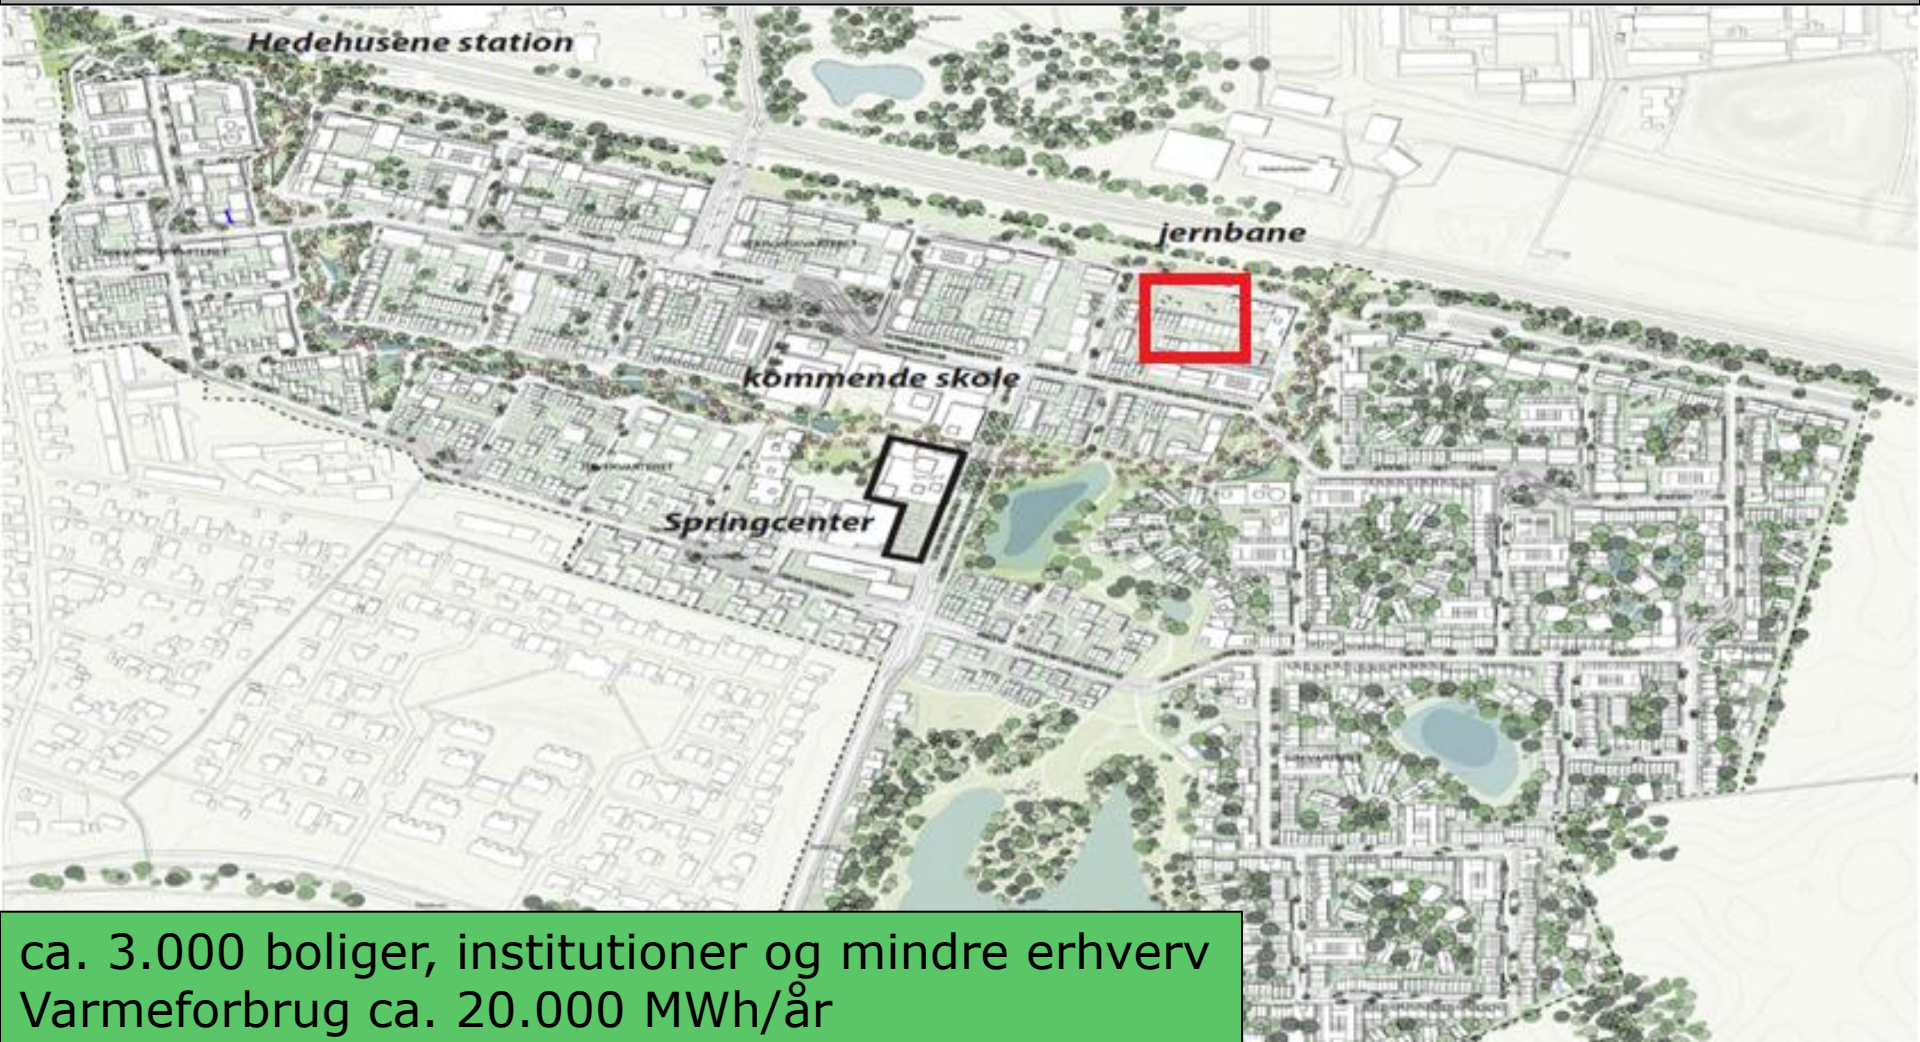 Hedehusene station
jernbane
kommende skole
Springcenter
ca. 3.000 boliger, institutioner og mindre erhverv
Varmeforbrug ca. 20.000 MWh/år